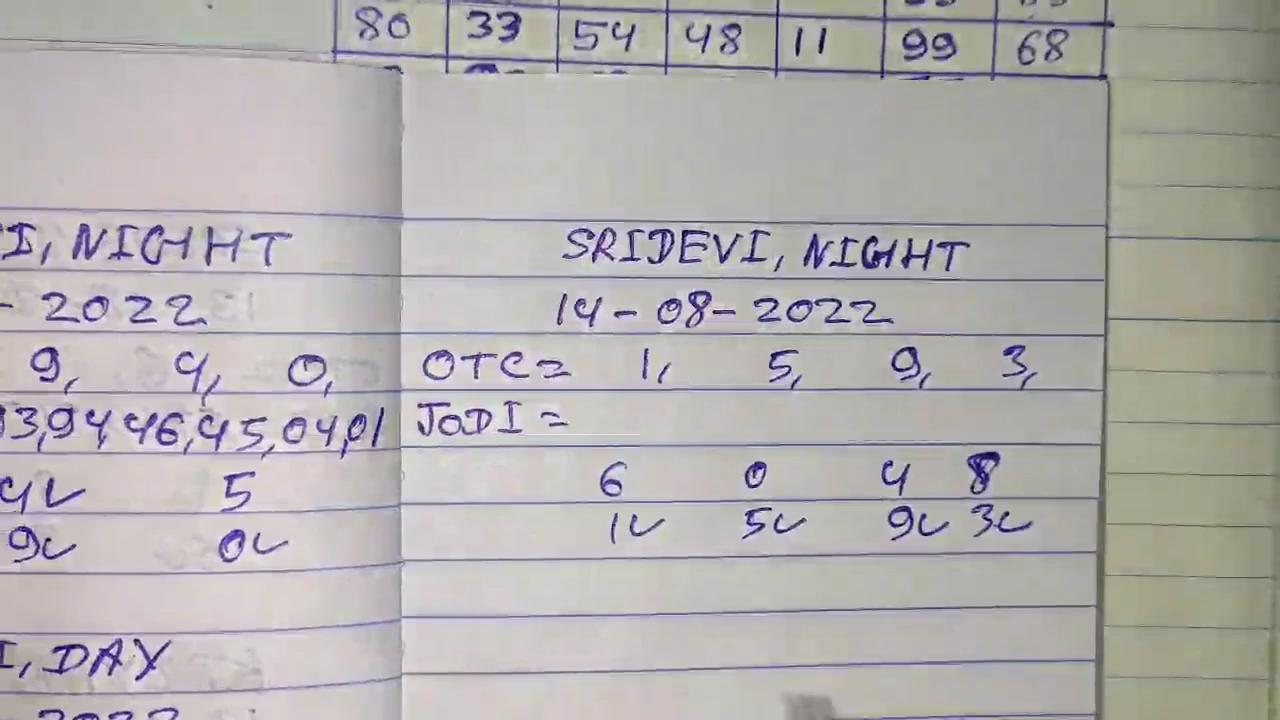 80 33 54 48 11 99 68
I, NIGHT
- 2022
9, 4, 0,
3,94,46,45,04,01
4✓ 5
9✓ 0✓
I, DAY
2022
SRIDEVI, NIGHT
14-08-2022
OTC= 1, 5, 9, 3,
JODI=
6 0 4 8
1✓ 5✓ 9✓ 3✓